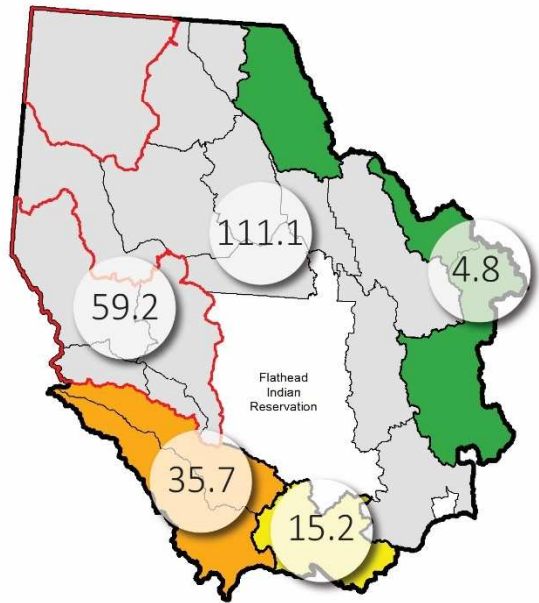 111.1
4.8
59.2
Flathead
Indian
Reservation
35.7
15.2